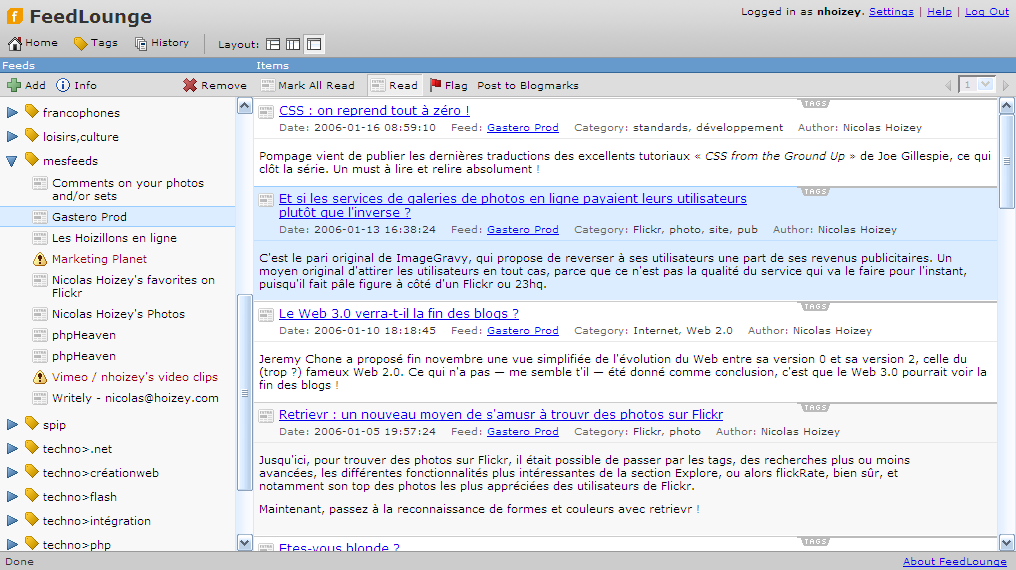 FeedLounge
Logged in as nhoizey. Settings | Help | Log Out
Home Tags History Layout:
Feeds Items
Add Info Remove Mark All Read Read Flag Post to Blogmarks 1
francophones
loisirs,culture
mesfeeds
Comments on your photos
and/or sets
Gastero Prod
Les Hoizillons en ligne
Marketing Planet
Nicolas Hoizey's favorites on
Flickr
Nicolas Hoizey's Photos
phpHeaven
phpHeaven
Vimeo / nhoizey's video clips
Writely - nicolas@hoizey.com
spip
techno>.net
techno>créationweb
techno>flash
techno>intégration
techno>php
TAGS
CSS : on reprend tout à zéro !
Date: 2006-01-16 08:59:10 Feed: Gastero Prod Category: standards, développement Author: Nicolas Hoizey
Pompage vient de publier les dernières traductions des excellents tutoriaux « CSS from the Ground Up » de Joe Gillespie, ce qui
clôt la série. Un must à lire et relire absolument !
TAGS
Et si les services de galeries de photos en ligne payaient leurs utilisateurs
plutôt que l'inverse ?
Date: 2006-01-13 16:38:24 Feed: Gastero Prod Category: Flickr, photo, site, pub Author: Nicolas Hoizey
C'est le pari original de ImageGravy, qui propose de reverser à ses utilisateurs une part de ses revenus publicitaires. Un
moyen original d'attirer les utilisateurs en tout cas, parce que ce n'est pas la qualité du service qui va le faire pour l'instant,
puisqu'il fait pâle figure à côté d'un Flickr ou 23hq.
TAGS
Le Web 3.0 verra-t-il la fin des blogs ?
Date: 2006-01-10 18:18:45 Feed: Gastero Prod Category: Internet, Web 2.0 Author: Nicolas Hoizey
Jeremy Chone a proposé fin novembre une vue simplifiée de l'évolution du Web entre sa version 0 et sa version 2, celle du
(trop ?) fameux Web 2.0. Ce qui n'a pas — me semble t'il — été donné comme conclusion, c'est que le Web 3.0 pourrait voir la
fin des blogs !
TAGS
Retrievr : un nouveau moyen de s'amusr à trouvr des photos sur Flickr
Date: 2006-01-05 19:57:24 Feed: Gastero Prod Category: Flickr, photo Author: Nicolas Hoizey
Jusqu'ici, pour trouver des photos sur Flickr, il était possible de passer par les tags, des recherches plus ou moins
avancées, les différentes fonctionnalités plus intéressantes de la section Explore, ou alors flickRate, bien sûr, et
notamment son top des photos les plus appréciées des utilisateurs de Flickr.
Maintenant, passez à la reconnaissance de formes et couleurs avec retrievr !
TAGS
Etes-vous blonde ?
Done About FeedLounge